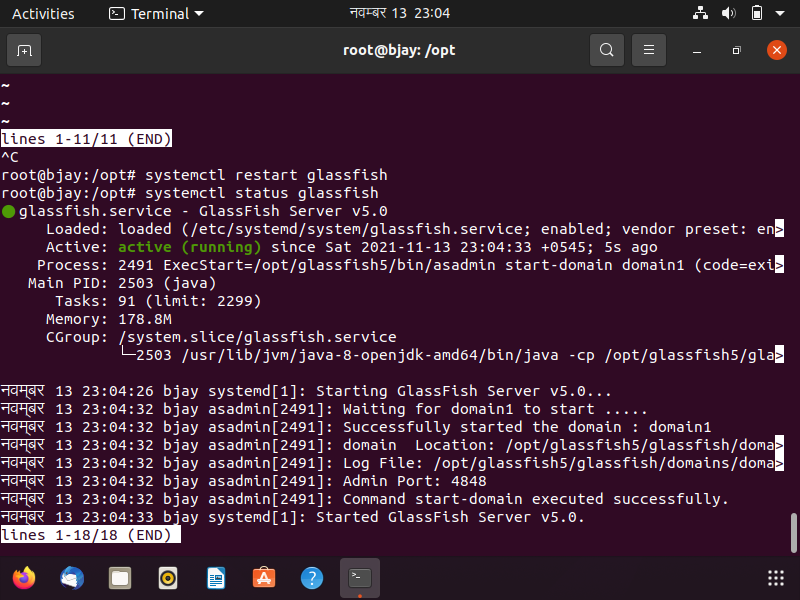 Activities Terminal नवम्बर 13 23:04
root@bjay: /opt
~
~
~
lines 1-11/11 (END)
^C
root@bjay:/opt# systemctl restart glassfish
root@bjay:/opt# systemctl status glassfish
● glassfish.service - GlassFish Server v5.0
Loaded: loaded (/etc/systemd/system/glassfish.service; enabled; vendor preset: en>
Active: active (running) since Sat 2021-11-13 23:04:33 +0545; 5s ago
Process: 2491 ExecStart=/opt/glassfish5/bin/asadmin start-domain domain1 (code=exi>
Main PID: 2503 (java)
Tasks: 91 (limit: 2299)
Memory: 178.8M
CGroup: /system.slice/glassfish.service
└─2503 /usr/lib/jvm/java-8-openjdk-amd64/bin/java -cp /opt/glassfish5/gla>
नवम्बर 13 23:04:26 bjay systemd[1]: Starting GlassFish Server v5.0...
नवम्बर 13 23:04:32 bjay asadmin[2491]: Waiting for domain1 to start .....
नवम्बर 13 23:04:32 bjay asadmin[2491]: Successfully started the domain : domain1
नवम्बर 13 23:04:32 bjay asadmin[2491]: domain  Location: /opt/glassfish5/glassfish/doma>
नवम्बर 13 23:04:32 bjay asadmin[2491]: Log File: /opt/glassfish5/glassfish/domains/doma>
नवम्बर 13 23:04:32 bjay asadmin[2491]: Admin Port: 4848
नवम्बर 13 23:04:32 bjay asadmin[2491]: Command start-domain executed successfully.
नवम्बर 13 23:04:33 bjay systemd[1]: Started GlassFish Server v5.0.
lines 1-18/18 (END)